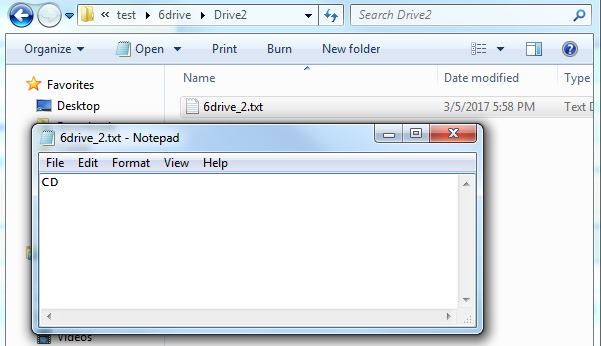 « test ▸ 6drive ▸ Drive2
Search Drive2
Organize Open Print Burn New folder
Name Date modified Type
Favorites
Desktop
6drive_2.txt 3/5/2017 5:58 PM Text D
6drive_2.txt - Notepad
File Edit Format View Help
CD
Videos